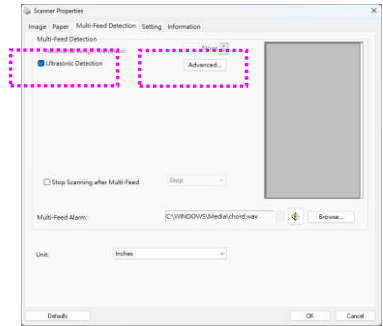 Scanner Properties
Image Paper Multi-Feed Detection Setting Information
Multi-Feed Detection
Ultrasonic Detection Advanced...
Stop Scanning after Multi-Feed Stop
Multi-Feed Alarm: C:\WINDOWS\Media\chord.wav Browse...
Unit: Inches
Defaults OK Cancel